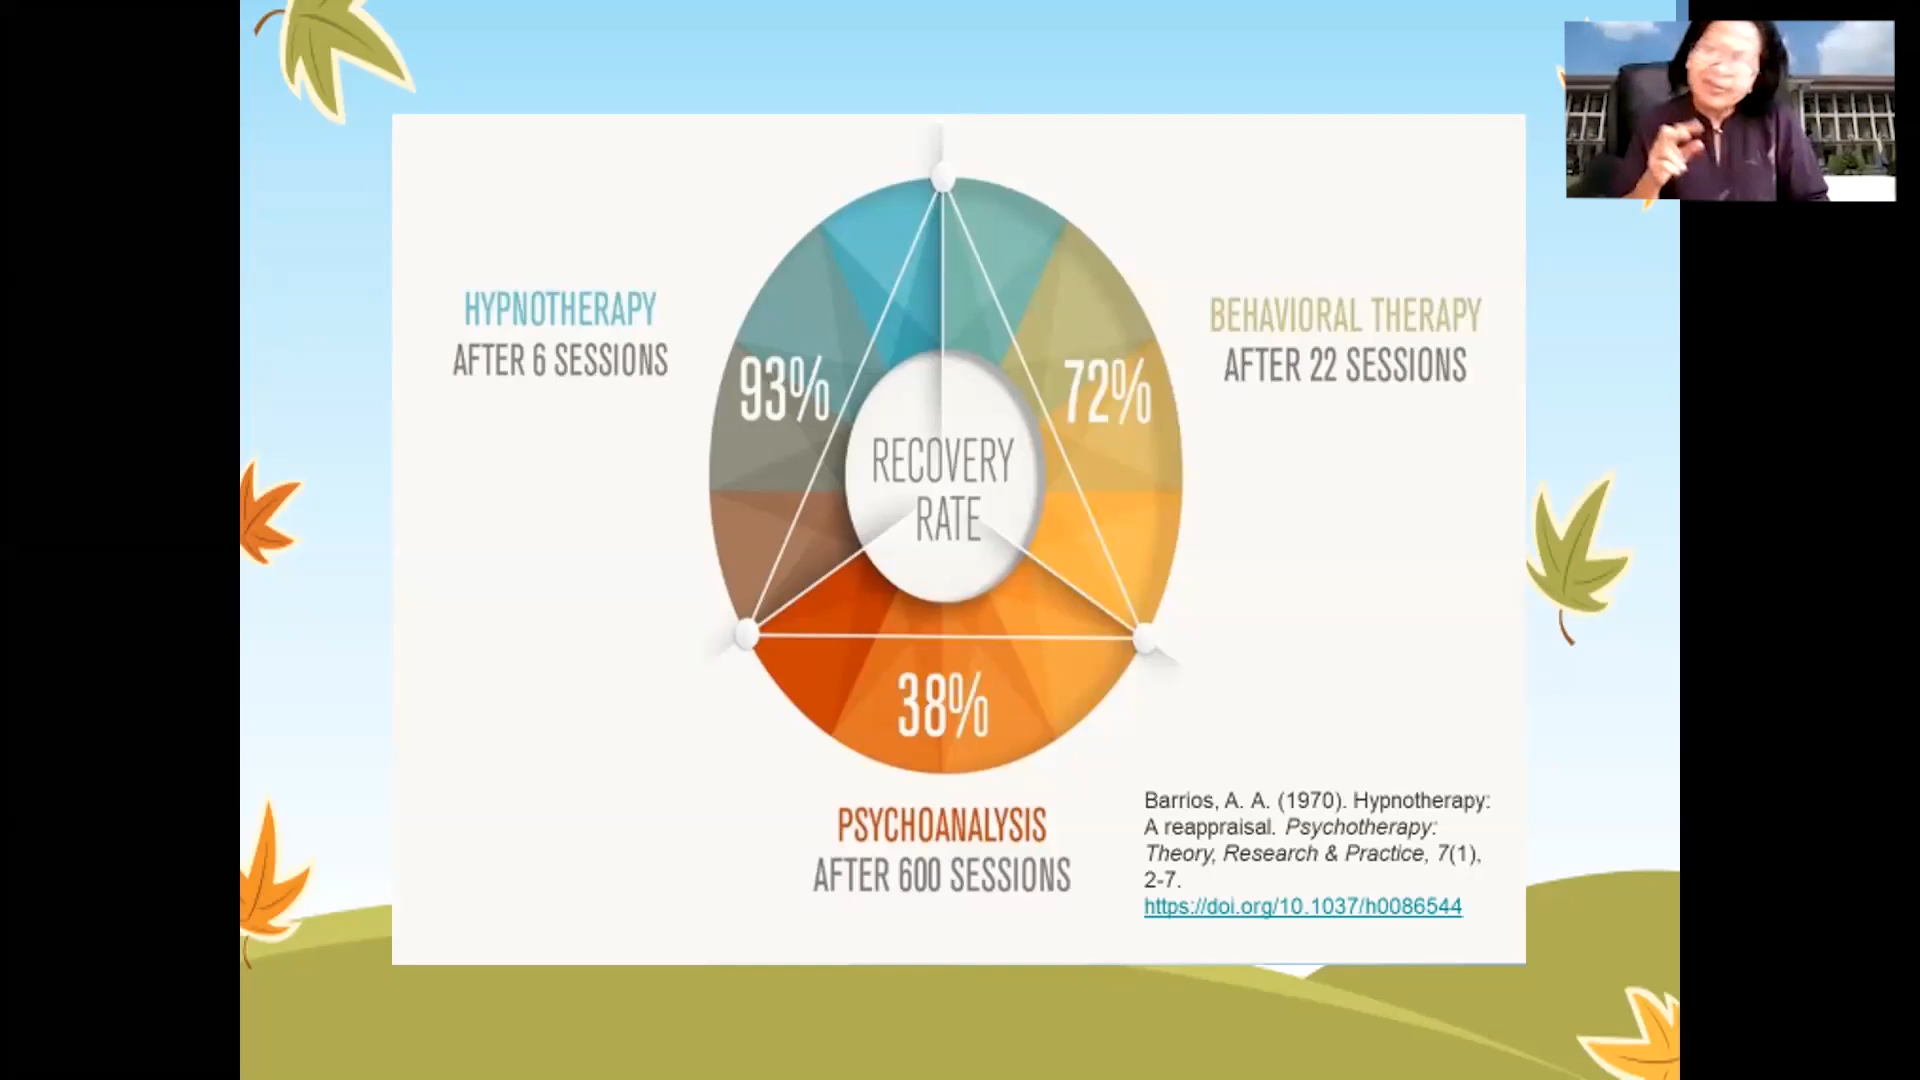 HYPNOTHERAPY
AFTER 6 SESSIONS
93%
BEHAVIORAL THERAPY
AFTER 22 SESSIONS
72%
RECOVERY
RATE
38%
PSYCHOANALYSIS
AFTER 600 SESSIONS
Barrios, A. A. (1970). Hypnotherapy:
A reappraisal. Psychotherapy:
Theory, Research & Practice, 7(1),
2-7.
https://doi.org/10.1037/h0086544